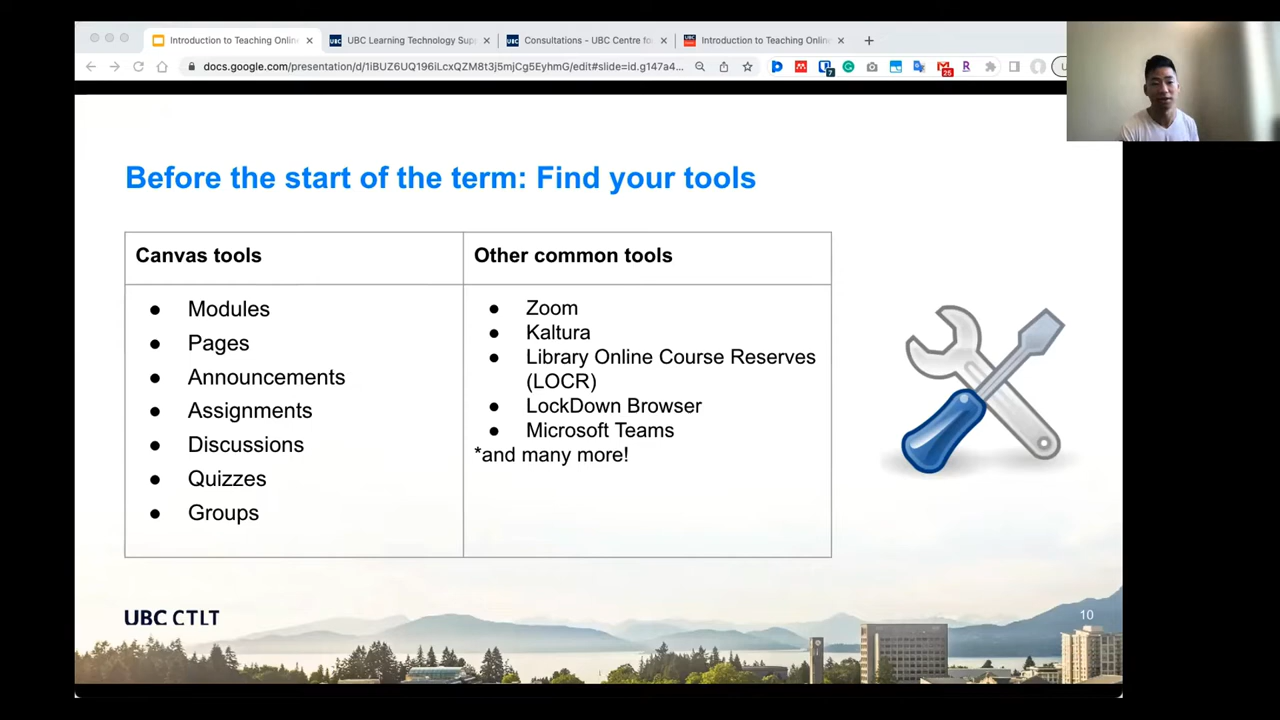 Introduction to Teaching Onlin
UBC Learning Technology Sup
Consultations - UBC Centre fo
Introduction to Teaching Onlin
docs.google.com/presentation/d/1iBUZ6UQ196iLcxQZM8t3j5mjCg5EyhmG/edit#slide=id.g147a4...
7
25
Before the start of the term: Find your tools
Canvas tools
● Modules
● Pages
● Announcements
● Assignments
● Discussions
● Quizzes
● Groups
Other common tools
● Zoom
● Kaltura
● Library Online Course Reserves
(LOCR)
● LockDown Browser
● Microsoft Teams
*and many more!
UBC CTLT
10